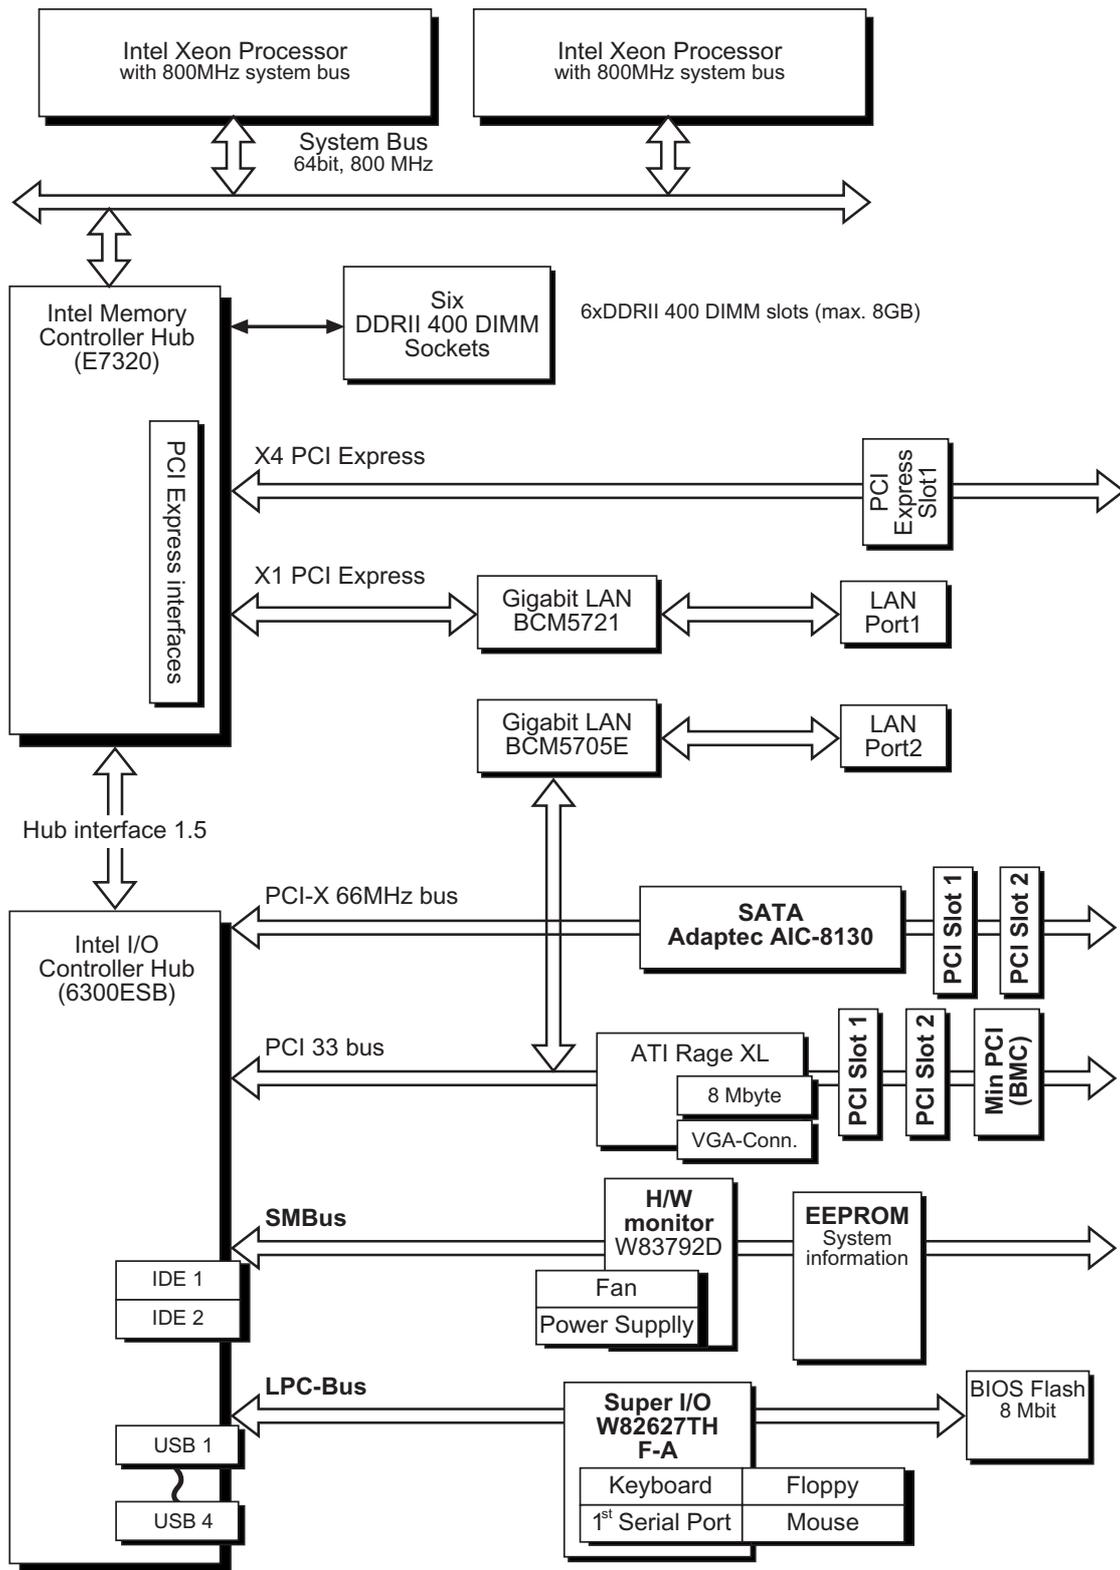 Intel Xeon Processor
with 800MHz system bus
Intel Xeon Processor
with 800MHz system bus
System Bus
64bit, 800 MHz
Intel Memory
Controller Hub
(E7320)
Six
DDRII 400 DIMM
Sockets
6xDDRII 400 DIMM slots (max. 8GB)
PCI Express interfaces
X4 PCI Express
PCI
Express
Slot1
X1 PCI Express
Gigabit LAN
BCM5721
LAN
Port1
Gigabit LAN
BCM5705E
LAN
Port2
Hub interface 1.5
Intel I/O
Controller Hub
(6300ESB)
PCI-X 66MHz bus
SATA
Adaptec AIC-8130
PCI Slot 1
PCI Slot 2
PCI 33 bus
ATI Rage XL
8 Mbyte
VGA-Conn.
PCI Slot 1
PCI Slot 2
Min PCI
(BMC)
SMBus
H/W
monitor
W83792D
Fan
Power Supplly
EEPROM
System
information
IDE 1
IDE 2
LPC-Bus
Super I/O
W82627TH
F-A
Keyboard
Floppy
1st Serial Port
Mouse
BIOS Flash
8 Mbit
USB 1
USB 4